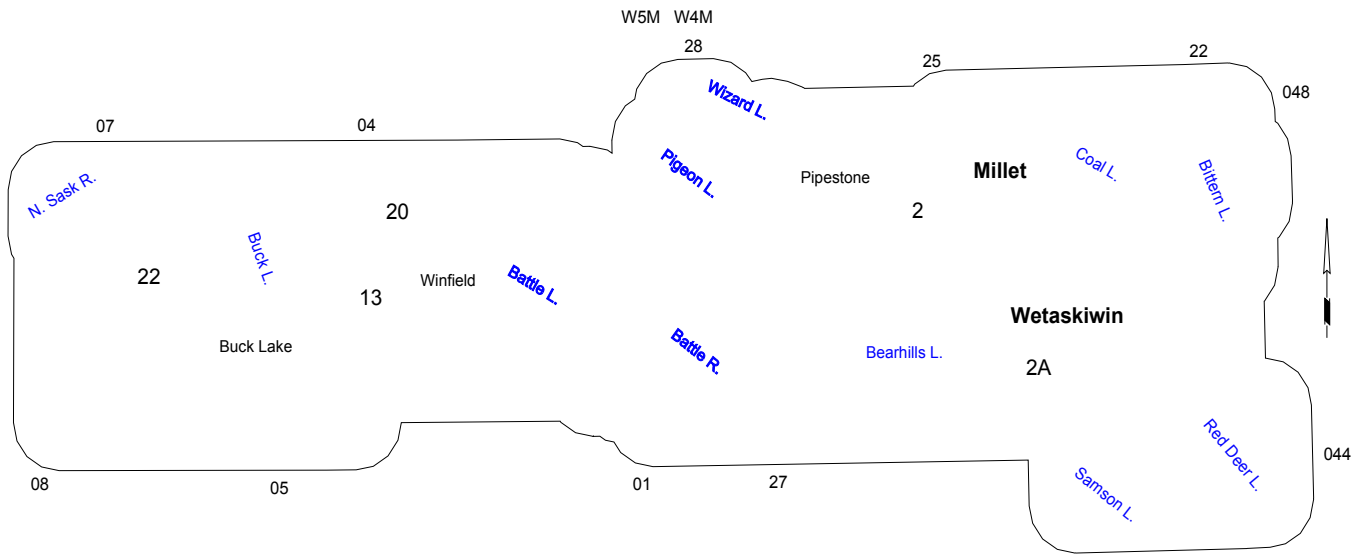 W5M W4M
28
25
22
048
07
04
Wizard L.
Pigeon L.
Pipestone
Millet
Coal L.
Bittern L.
N. Sask R.
20
2
Buck L.
22
13
Winfield
Battle L.
Wetaskiwin
Buck Lake
Battle R.
Bearhills L.
2A
Red Deer L.
044
Samson L.
08
05
01
27